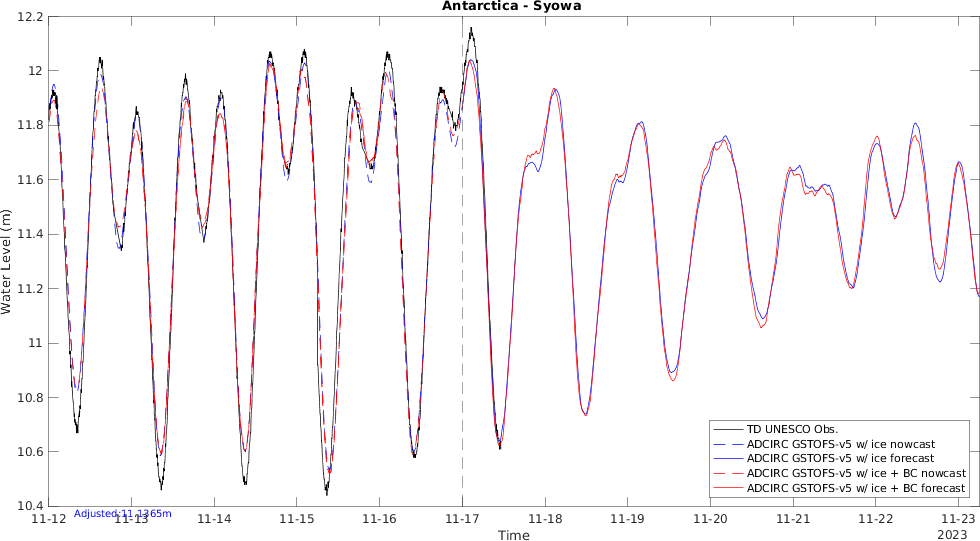 Antarctica - Syowa
12.2
12
11.8
11.6
11.4
11.2
11
10.8
10.6
10.4
Water Level (m)
TD UNESCO Obs.
ADCIRC GSTOFS-v5 w/ ice nowcast
ADCIRC GSTOFS-v5 w/ ice forecast
ADCIRC GSTOFS-v5 w/ ice + BC nowcast
ADCIRC GSTOFS-v5 w/ ice + BC forecast
Adjusted:11.1365m
11-12 11-13 11-14 11-15 11-16 11-17 11-18 11-19 11-20 11-21 11-22 11-23
Time
2023